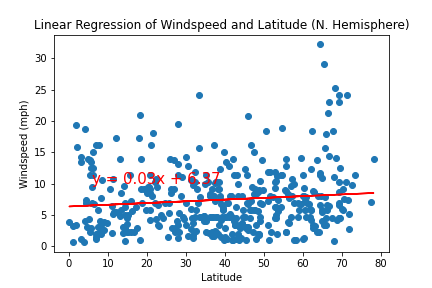 Linear Regression of Windspeed and Latitude (N. Hemisphere)
Windspeed (mph)
35
30
25
20
15
10
5
0
y = 0.03x + 6.37
0 10 20 30 40 50 60 70 80
Latitude